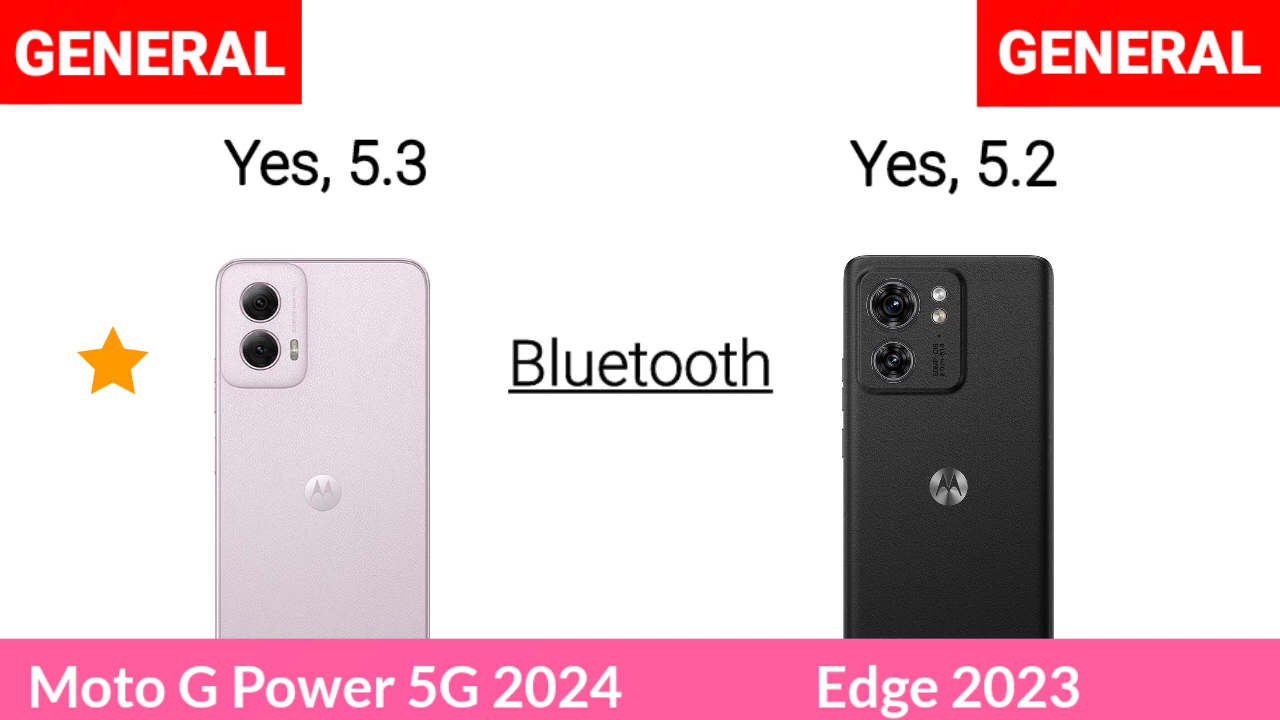 GENERAL
GENERAL
Yes, 5.3
Yes, 5.2
Bluetooth
Moto G Power 5G 2024
Edge 2023